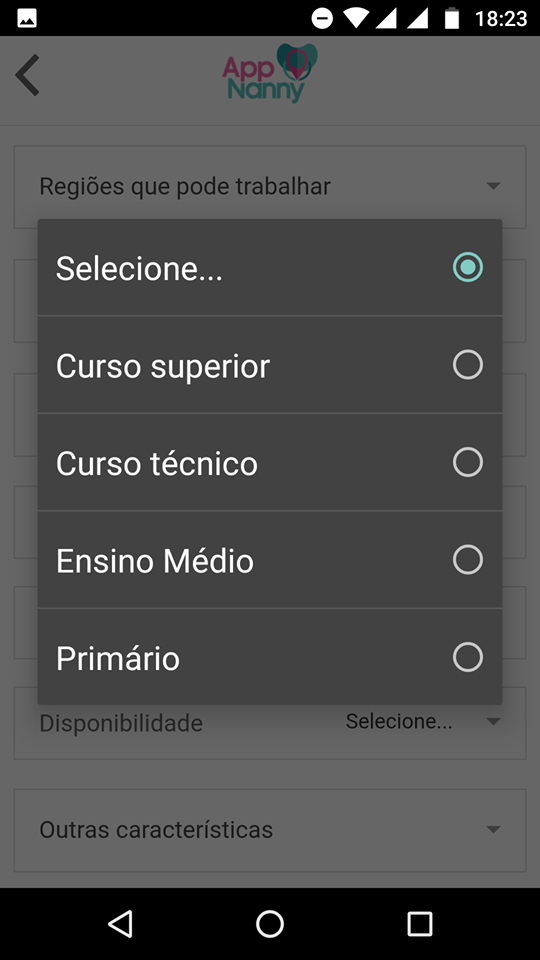 18:23
App
Nanny
Regiões que pode trabalhar
Selecione...
Curso superior
Curso técnico
Ensino Médio
Primário
Disponibilidade Selecione...
Outras características